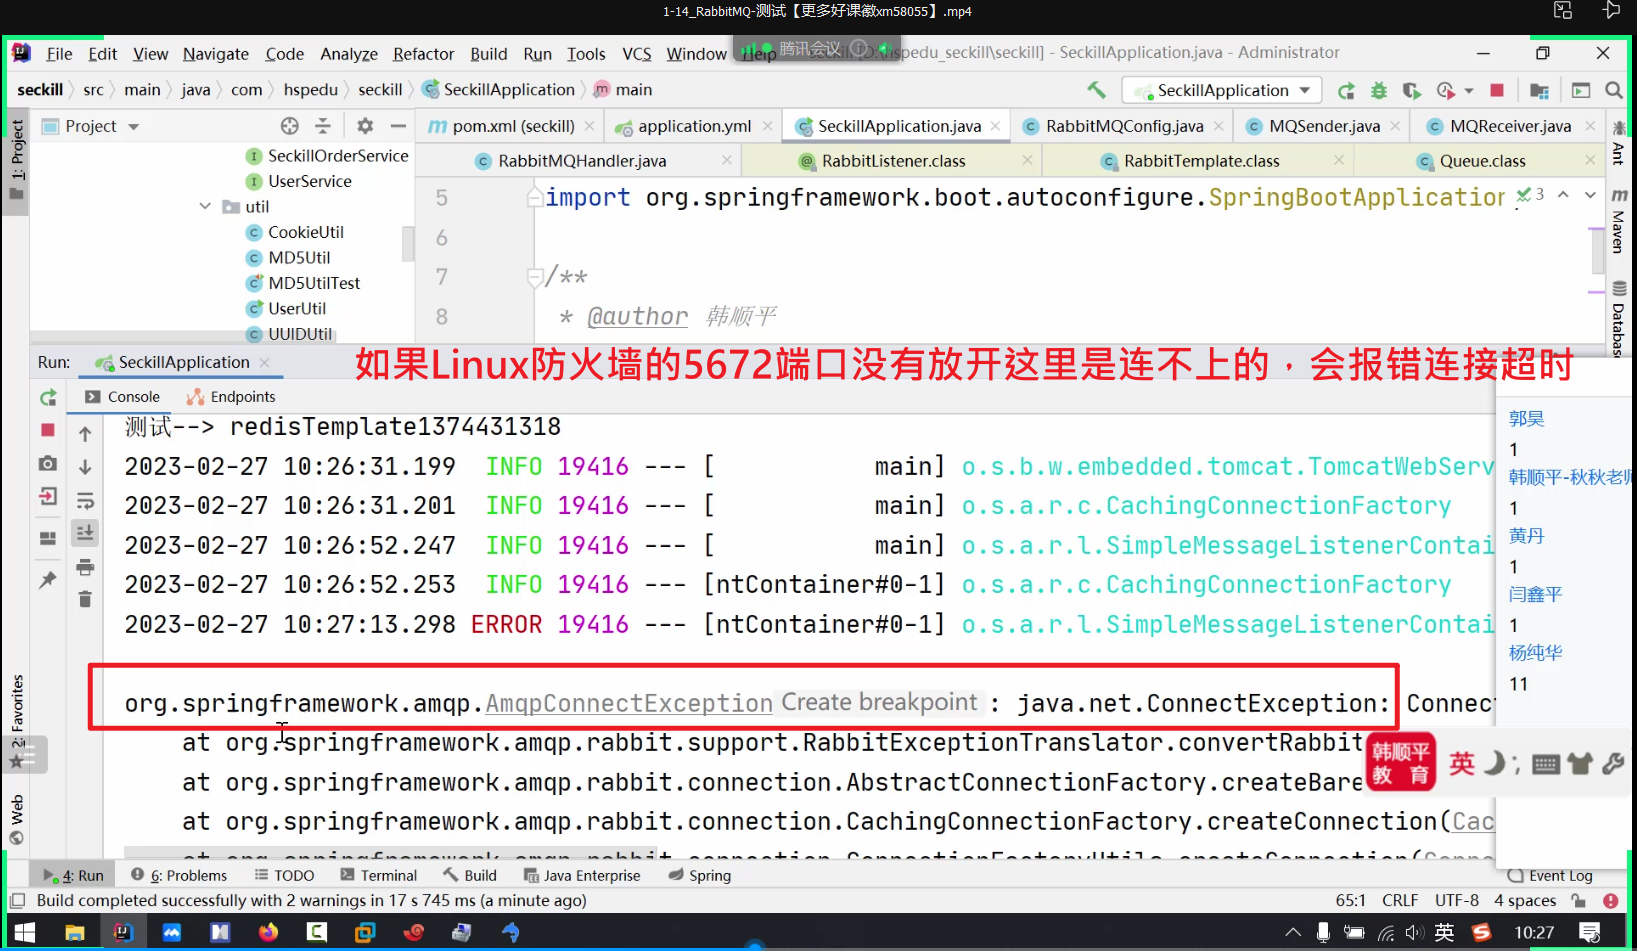 1-14_RabbitMQ-测试【更多好课徽xm58055】.mp4
File Edit View Navigate Code Analyze Refactor Build Run Tools VCS Window Help
腾讯会议
hspedu_seckill\seckill] - SeckillApplication.java - Administrator
seckill src main java com hspedu seckill SeckillApplication main
SeckillApplication
Project
pom.xml (seckill) application.yml SeckillApplication.java RabbitMQConfig.java MQSender.java MQReceiver.java
RabbitMQHandler.java RabbitListener.class RabbitTemplate.class Queue.class
1: Project
SeckillOrderService
UserService
util
CookieUtil
MD5Util
MD5UtilTest
UserUtil
UUIDUtil
5 import org.springframework.boot.autoconfigure.SpringBootApplication
3
6
7 /**
8 * @author 韩顺平
Ant
Maven
Database
Run: SeckillApplication
如果Linux防火墙的5672端口没有放开这里是连不上的，会报错连接超时
Console Endpoints
测试--> redisTemplate1374431318
2023-02-27 10:26:31.199 INFO 19416 --- [ main] o.s.b.w.embedded.tomcat.TomcatWebServ
2023-02-27 10:26:31.201 INFO 19416 --- [ main] o.s.a.r.c.CachingConnectionFactory
2023-02-27 10:26:52.247 INFO 19416 --- [ main] o.s.a.r.l.SimpleMessageListenerContai
2023-02-27 10:26:52.253 INFO 19416 --- [ntContainer#0-1] o.s.a.r.c.CachingConnectionFactory
2023-02-27 10:27:13.298 ERROR 19416 --- [ntContainer#0-1] o.s.a.r.l.SimpleMessageListenerContai
org.springframework.amqp.AmqpConnectException Create breakpoint : java.net.ConnectException: Connec
at org.springframework.amqp.rabbit.support.RabbitExceptionTranslator.convertRabbit
at org.springframework.amqp.rabbit.connection.AbstractConnectionFactory.createBare
at org.springframework.amqp.rabbit.connection.CachingConnectionFactory.createConnection(Cac
郭昊
1
韩顺平-秋秋老师
1
黄丹
1
闫鑫平
1
杨纯华
11
韩顺平
教 育
英
2: Favorites
Web
4: Run 6: Problems TODO Terminal Build Java Enterprise Spring Event Log
Build completed successfully with 2 warnings in 17 s 745 ms (a minute ago) 65:1 CRLF UTF-8 4 spaces
英 10:27